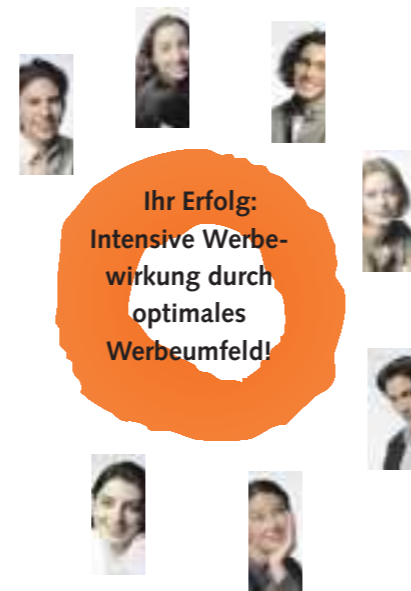 Ihr Erfolg:
Intensive Werbe-
wirkung durch
optimales
Werbeumfeld!